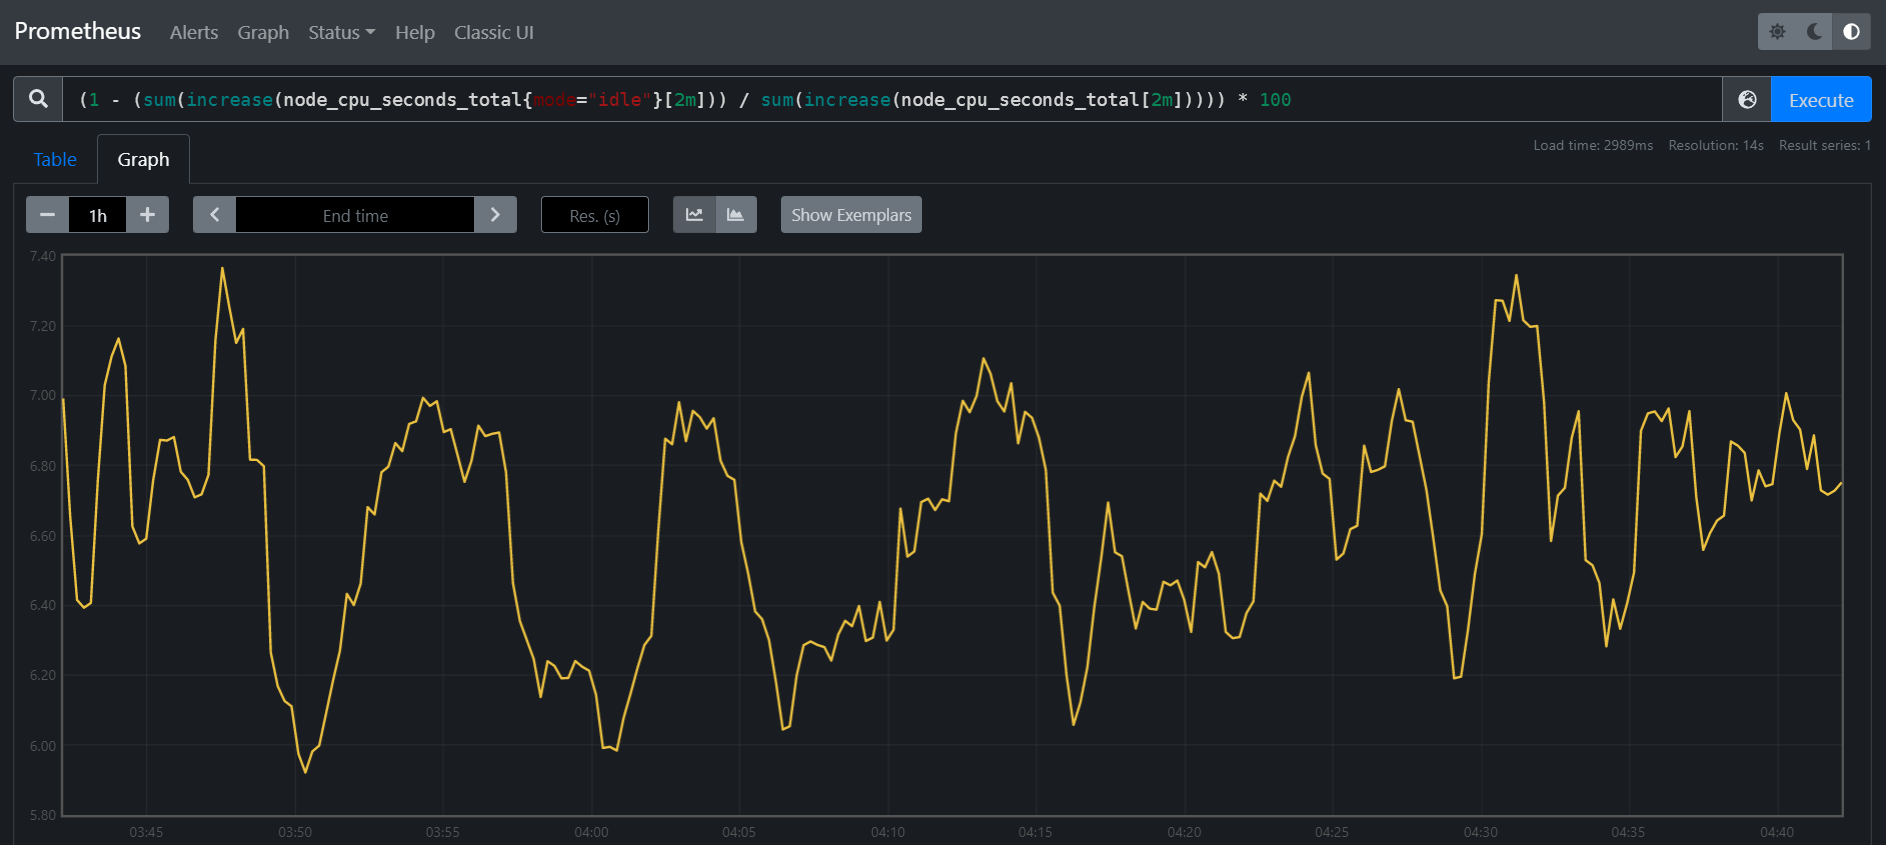 Prometheus Alerts Graph Status Help Classic UI
(1 - (sum(increase(node_cpu_seconds_total{mode="idle"}[2m])) / sum(increase(node_cpu_seconds_total[2m])))) * 100 Execute
Table Graph Load time: 2989ms Resolution: 14s Result series: 1
1h End time Res. (s) Show Exemplars
7.40
7.20
7.00
6.80
6.60
6.40
6.20
6.00
5.80
03:45 03:50 03:55 04:00 04:05 04:10 04:15 04:20 04:25 04:30 04:35 04:40